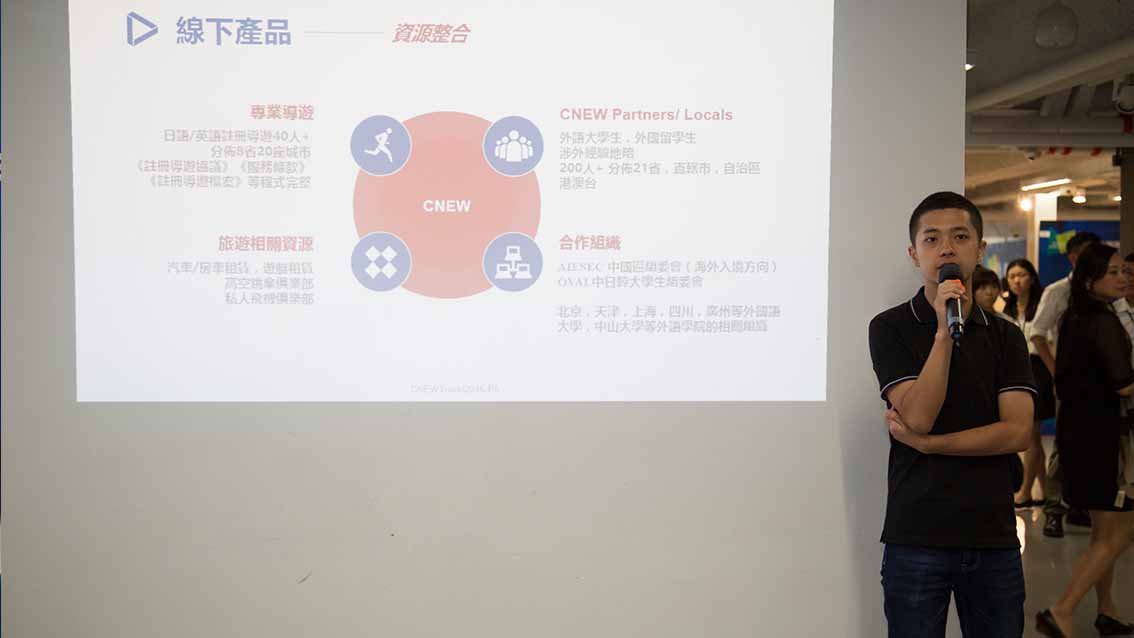 線下產品
資源整合
專業導遊
日語/英語註冊導遊40人+
分佈8省20座城市
《註冊導遊協議》《服務條款》
《註冊導遊檔案》等程式完整
CNEW Partners/ Locals
外語大學生，外國留學生
涉外經驗地陪
200人+ 分佈21省，直轄市，自治區
港澳台
CNEW
旅遊相關資源
汽車/房車租賃，遊艇租賃
高空跳傘俱樂部
私人飛機俱樂部
合作組織
AIESEC 中國區組委會（海外入境方向）
OVAL中日韓大學生組委會
北京，天津，上海，四川，廣州等外國語
大學，中山大學等外語學院的相關組織